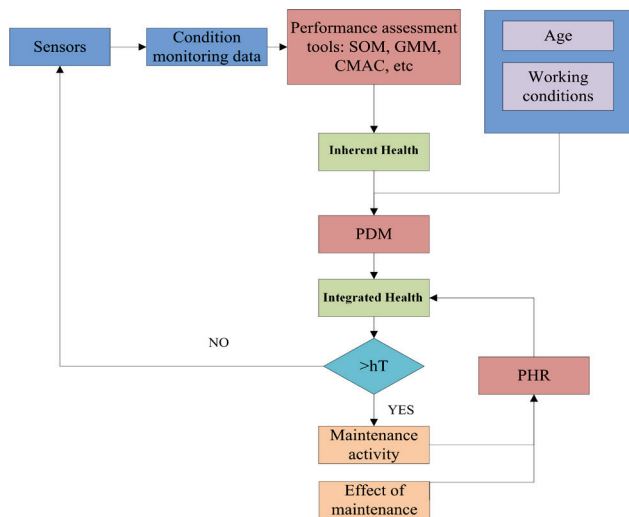 Sensors
Condition
monitoring data
Performance assessment
tools: SOM, GMM,
CMAC, etc
Age
Working
conditions
Inherent Health
PDM
Integrated Health
NO
>hT
PHR
YES
Maintenance
activity
Effect of
maintenance